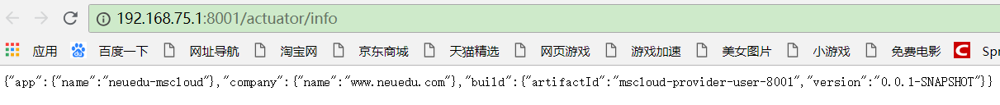 192.168.75.1:8001/actuator/info
应用 百度一下 网址导航 淘宝网 京东商城 天猫精选 网页游戏 游戏加速 美女图片 小游戏 免费电影 C Spr
{"app":{"name":"neuedu-mscloud"},"company":{"name":"www.neuedu.com"},"build":{"artifactId":"mscloud-provider-user-8001","version":"0.0.1-SNAPSHOT"}}